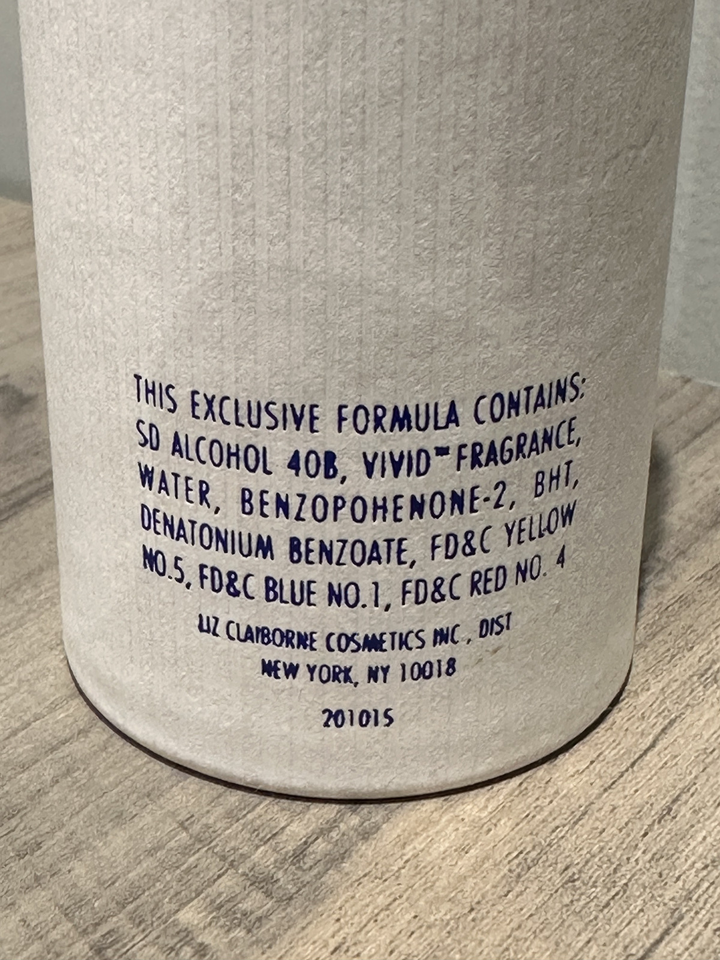 THIS EXCLUSIVE FORMULA CONTAINS:
SD ALCOHOL 40B, VIVID™ FRAGRANCE,
WATER, BENZOPOHENONE-2, BHT,
DENATONIUM BENZOATE, FD&C YELLOW
NO.5, FD&C BLUE NO.1, FD&C RED NO. 4
LIZ CLAIBORNE COSMETICS INC., DIST
NEW YORK, NY 10018
201015